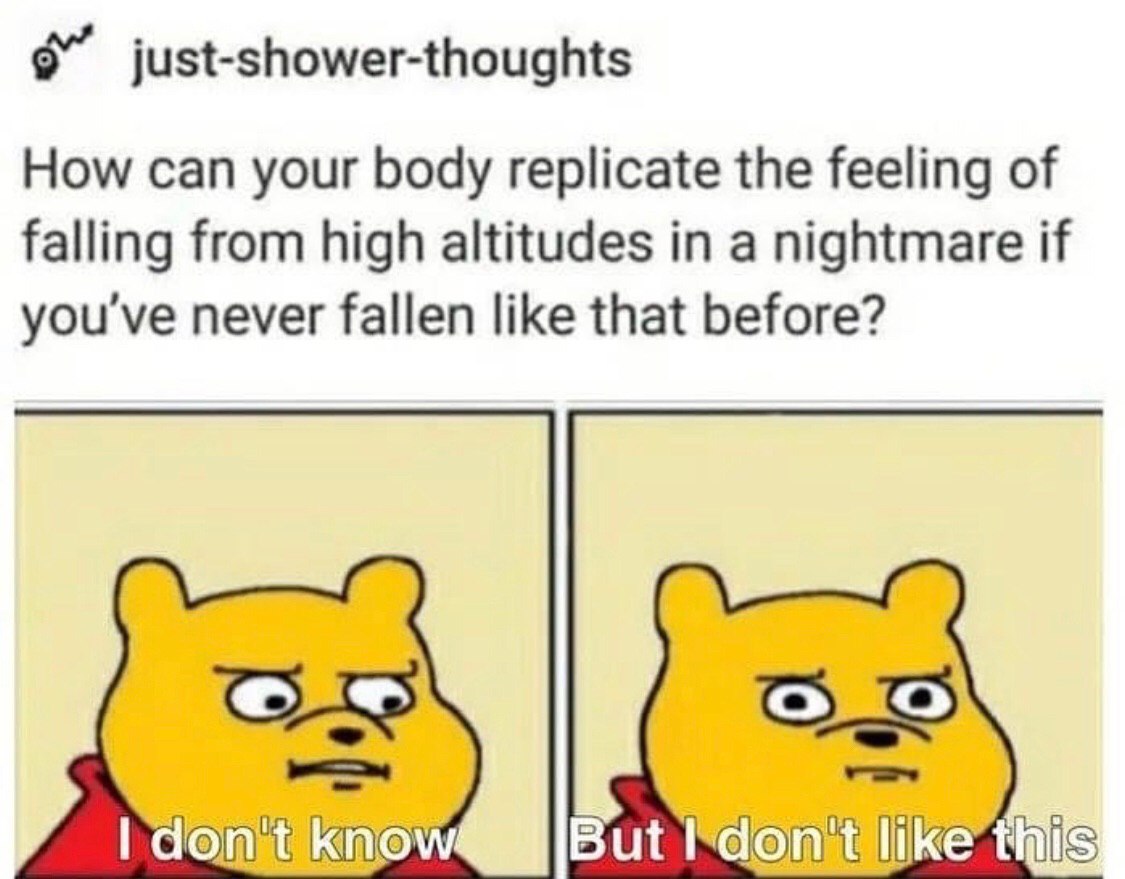 just-shower-thoughts
How can your body replicate the feeling of
falling from high altitudes in a nightmare if
you've never fallen like that before?
I don't know
But I don't like this